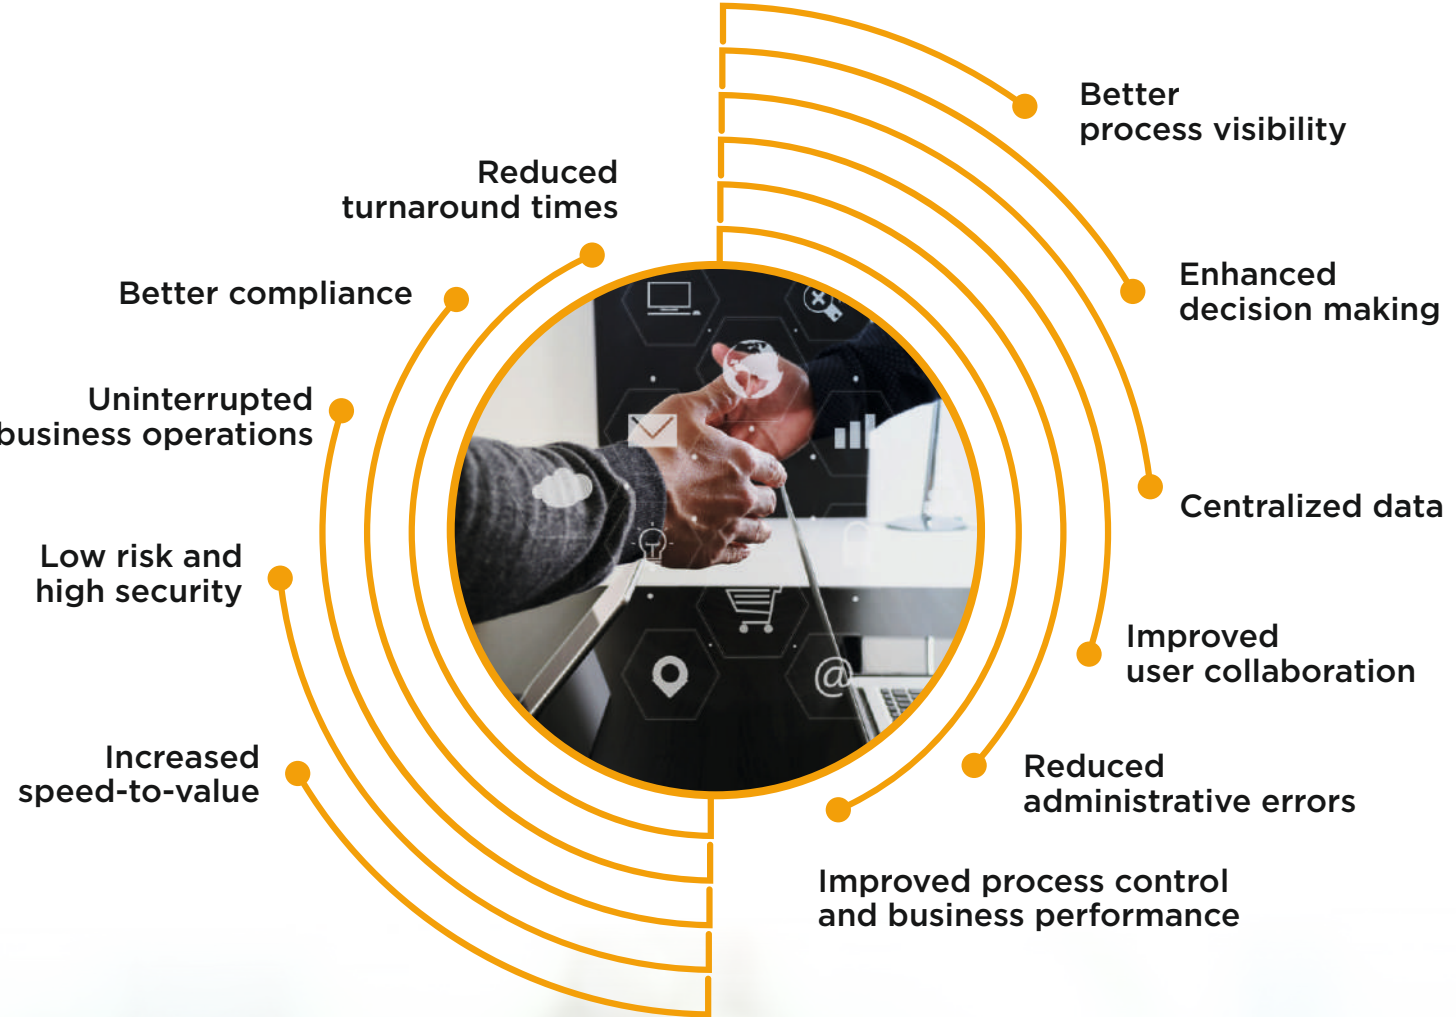 Better
process visibility
Enhanced
decision making
Centralized data
Improved
user collaboration
Reduced
administrative errors
Improved process control
and business performance
Reduced
turnaround times
Better compliance
Uninterrupted
business operations
Low risk and
high security
Increased
speed-to-value
@